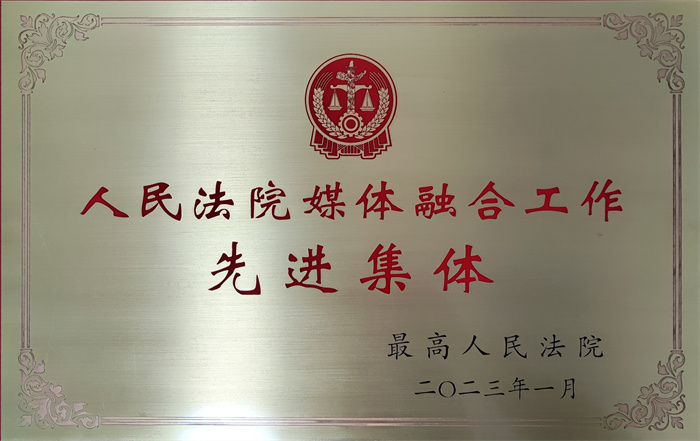 人民法院媒体融合工作
先进集体
最高人民法院
二〇二三年一月